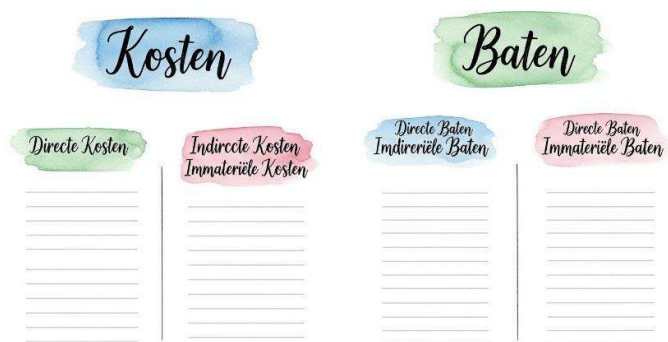 Kosten
Baten
Directe Kosten
Indirecte Kosten
Immateriële Kosten
Directe Baten
Imdireriële Baten
Directe Baten
Immateriële Baten